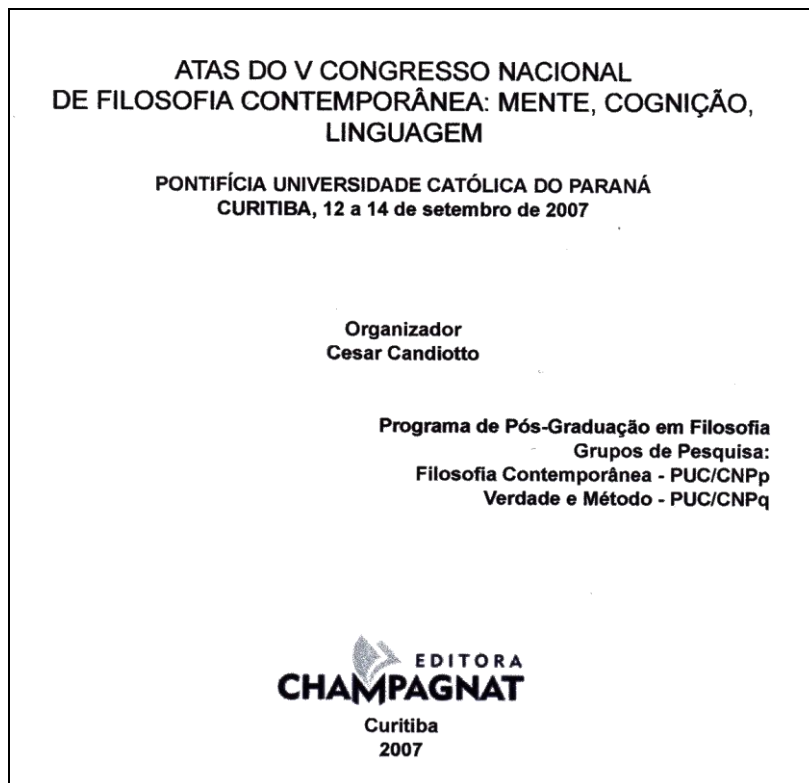 ATAS DO V CONGRESSO NACIONAL
DE FILOSOFIA CONTEMPORÂNEA: MENTE, COGNIÇÃO,
LINGUAGEM
PONTIFÍCIA UNIVERSIDADE CATÓLICA DO PARANÁ
CURITIBA, 12 a 14 de setembro de 2007
Organizador
Cesar Candiotto
Programa de Pós-Graduação em Filosofia
Grupos de Pesquisa:
Filosofia Contemporânea - PUC/CNPp
Verdade e Método - PUC/CNPq
EDITORA
CHAMPAGNAT
Curitiba
2007